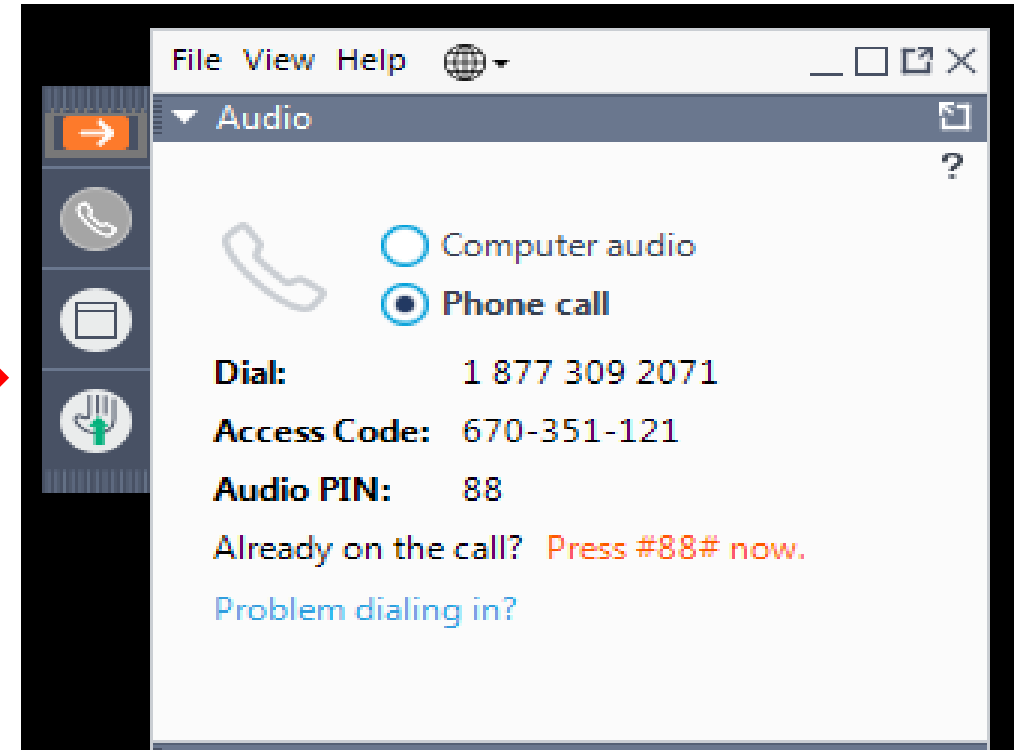 File View Help
Audio
?
Computer audio
Phone call
Dial: 1 877 309 2071
Access Code: 670-351-121
Audio PIN: 88
Already on the call? Press #88# now.
Problem dialing in?